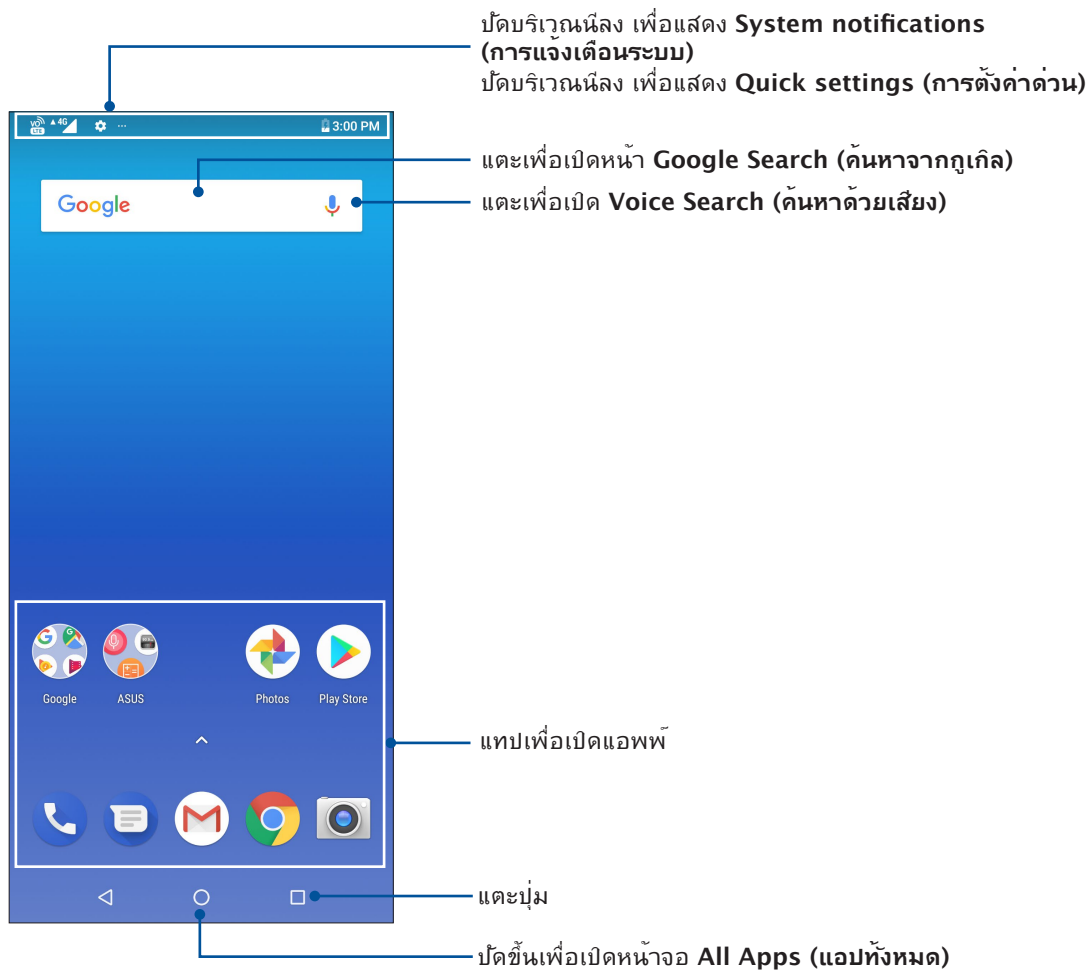 ปัดบริเวณนี้ลง เพื่อแสดง System notifications
(การแจ้งเตือนระบบ)
ปัดบริเวณนี้ลง เพื่อแสดง Quick settings (การตั้งค่าด่วน)
VO LTE 4G ... 3:00 PM
แตะเพื่อเปิดหน้า Google Search (ค้นหาจากกูเกิล)
Google
แตะเพื่อเปิด Voice Search (ค้นหาด้วยเสียง)
Google ASUS Photos Play Store
แทปเพื่อเปิดแอพพ์
แตะปุ่ม
ปัดขึ้นเพื่อเปิดหน้าจอ All Apps (แอปทั้งหมด)